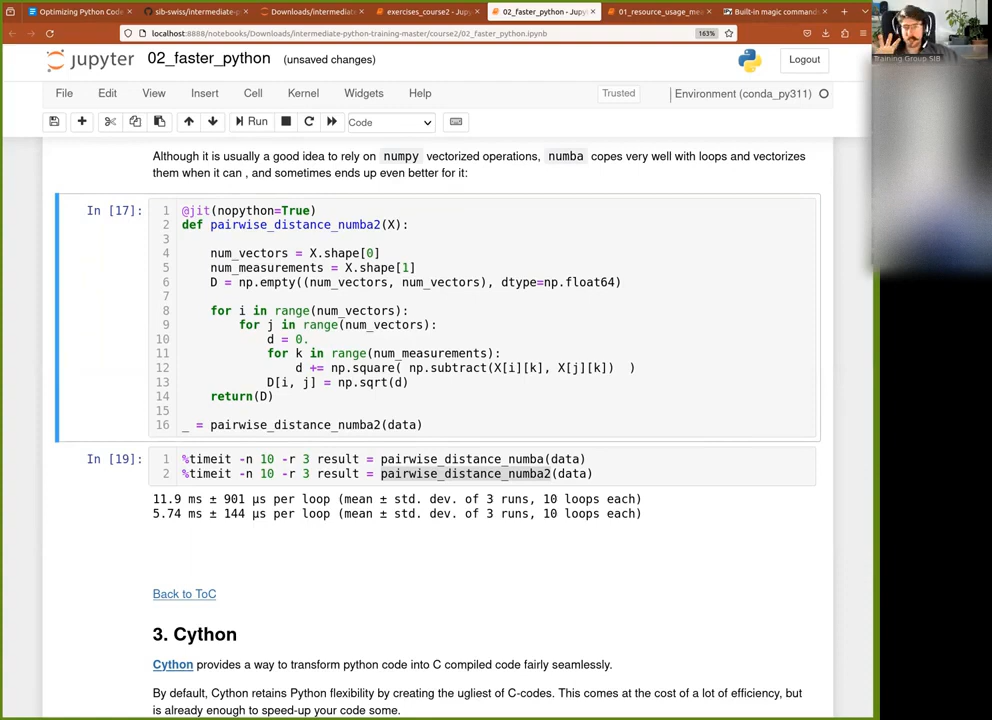 Optimizing Python Code
sib-swiss/intermediate-p
Downloads/intermediate
exercises_course2 - Jup
02_faster_python - Jupy
01_resource_usage_me
Built-in magic command
localhost:8888/notebooks/Downloads/intermediate-python-training-master/course2/02_faster_python.ipynb
163%
Training Group SIB
jupyter 02_faster_python (unsaved changes)
Logout
File Edit View Insert Cell Kernel Widgets Help
Trusted
Environment (conda_py311)
Run
Code
Although it is usually a good idea to rely on numpy vectorized operations, numba copes very well with loops and vectorizes
them when it can , and sometimes ends up even better for it:
In [17]:
1 @jit(nopython=True)
2 def pairwise_distance_numba2(X):
3
4 num_vectors = X.shape[0]
5 num_measurements = X.shape[1]
6 D = np.empty((num_vectors, num_vectors), dtype=np.float64)
7
8 for i in range(num_vectors):
9 for j in range(num_vectors):
10 d = 0.
11 for k in range(num_measurements):
12 d += np.square( np.subtract(X[i][k], X[j][k]) )
13 D[i, j] = np.sqrt(d)
14 return(D)
15
16 _ = pairwise_distance_numba2(data)
In [19]:
1 %timeit -n 10 -r 3 result = pairwise_distance_numba(data)
2 %timeit -n 10 -r 3 result = pairwise_distance_numba2(data)
11.9 ms ± 901 µs per loop (mean ± std. dev. of 3 runs, 10 loops each)
5.74 ms ± 144 µs per loop (mean ± std. dev. of 3 runs, 10 loops each)
Back to ToC
3. Cython
Cython provides a way to transform python code into C compiled code fairly seamlessly.
By default, Cython retains Python flexibility by creating the ugliest of C-codes. This comes at the cost of a lot of efficiency, but
is already enough to speed-up your code some.